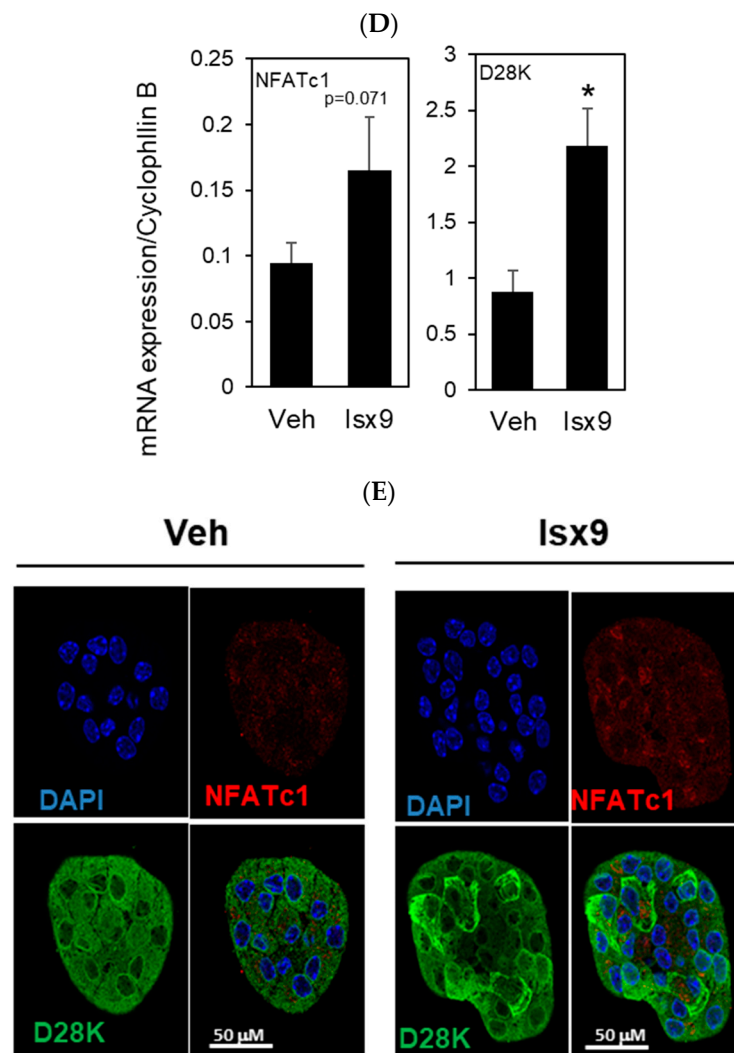 (D)
mRNA expression/Cyclophllin B
0.25
0.2
0.15
0.1
0.05
0
NFATc1
p=0.071
Veh
Isx9
3
2.5
2
1.5
1
0.5
0
D28K
*
Veh
Isx9
(E)
Veh
Isx9
DAPI
NFATc1
DAPI
NFATc1
D28K
50 µM
D28K
50 µM